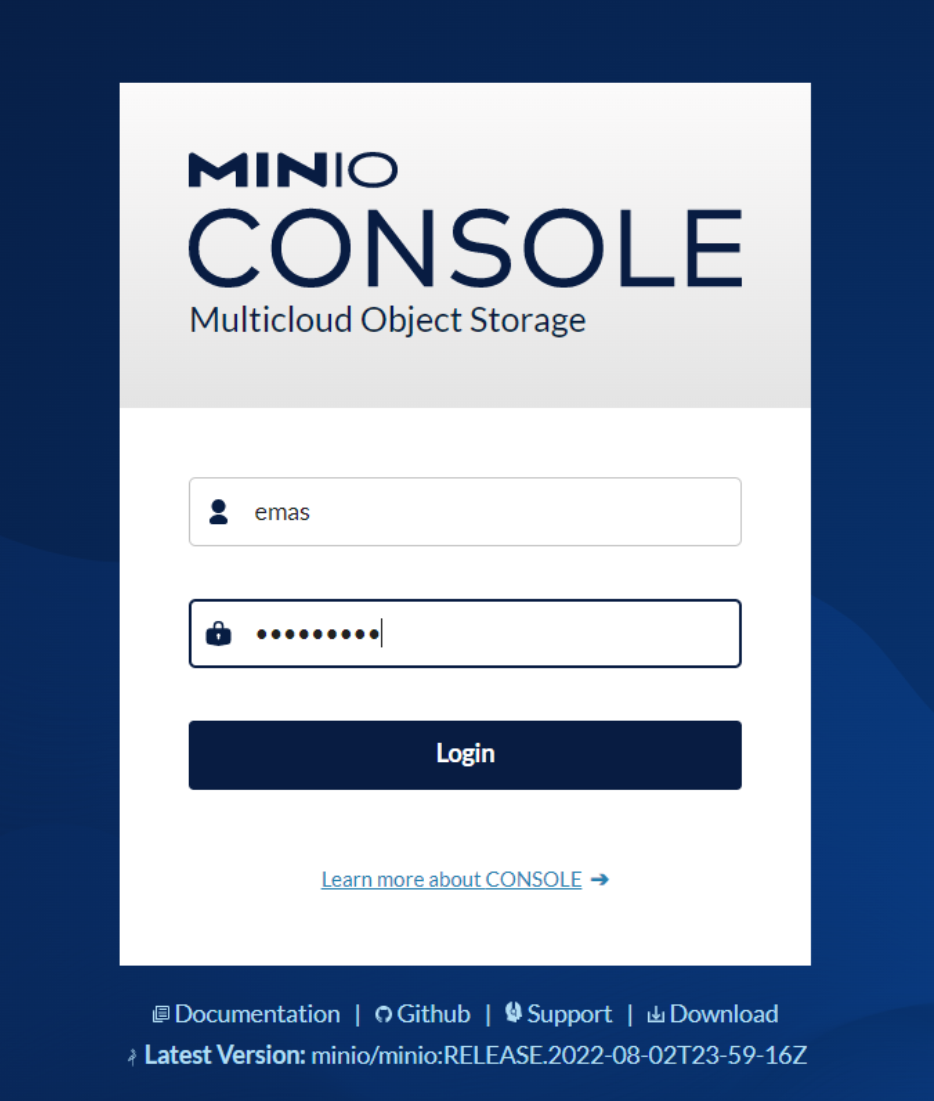 MINIO
CONSOLE
Multicloud Object Storage
emas
•••••••••
Login
Learn more about CONSOLE ➔
Documentation | Github | Support | Download
Latest Version: minio/minio:RELEASE.2022-08-02T23-59-16Z